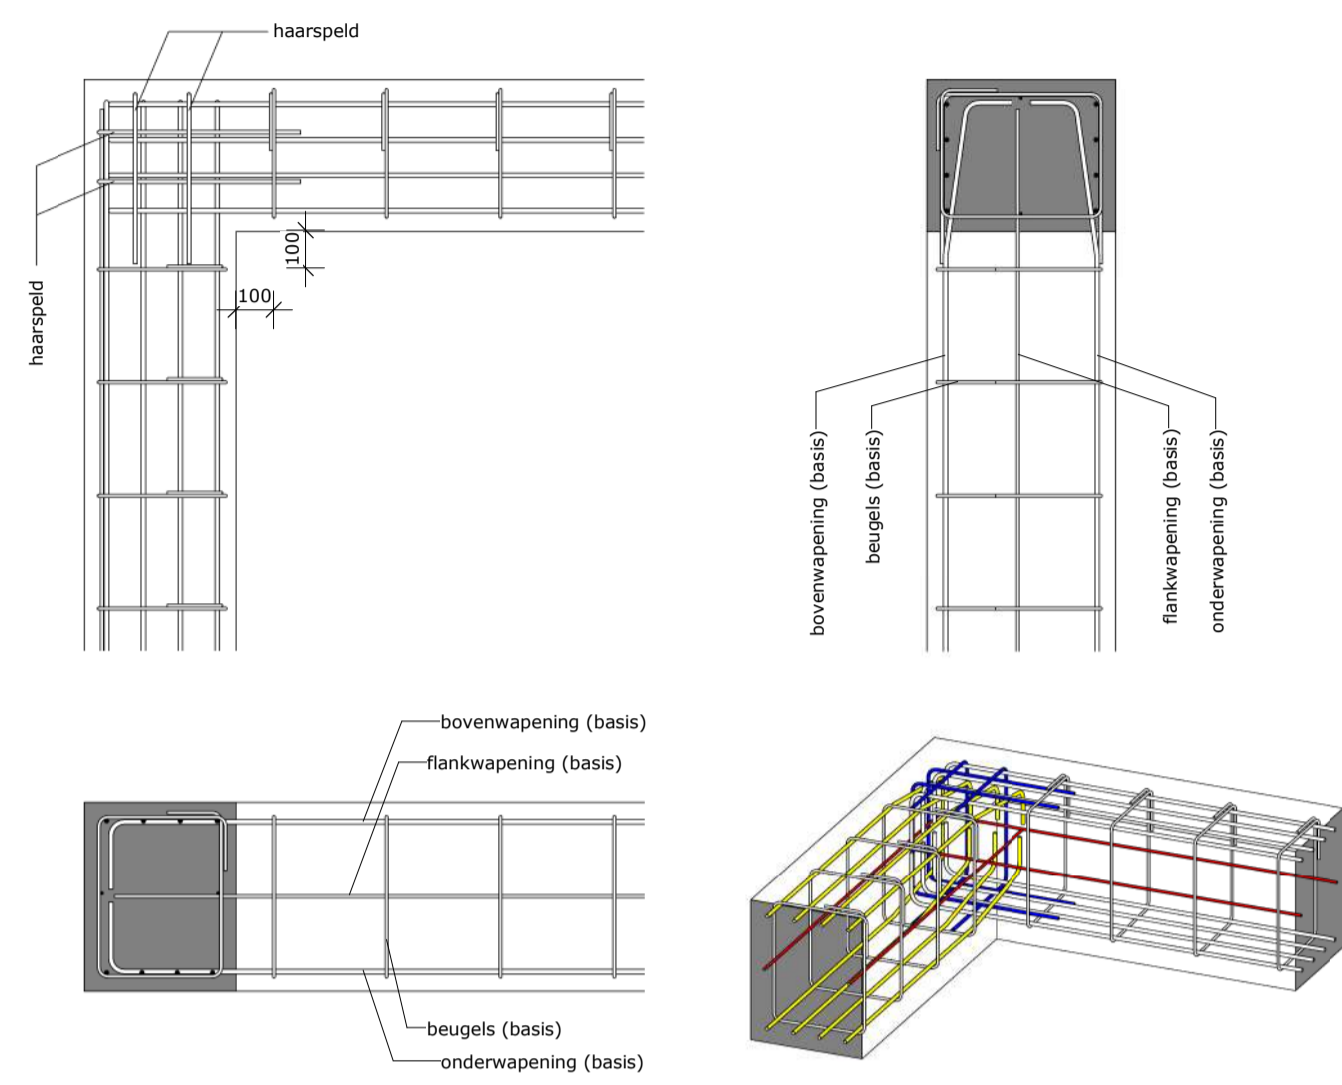 haarspeld
haarspeld
100
100
bovenwapening (basis)
beugels (basis)
flankwapening (basis)
onderwapening (basis)
bovenwapening (basis)
flankwapening (basis)
beugels (basis)
onderwapening (basis)